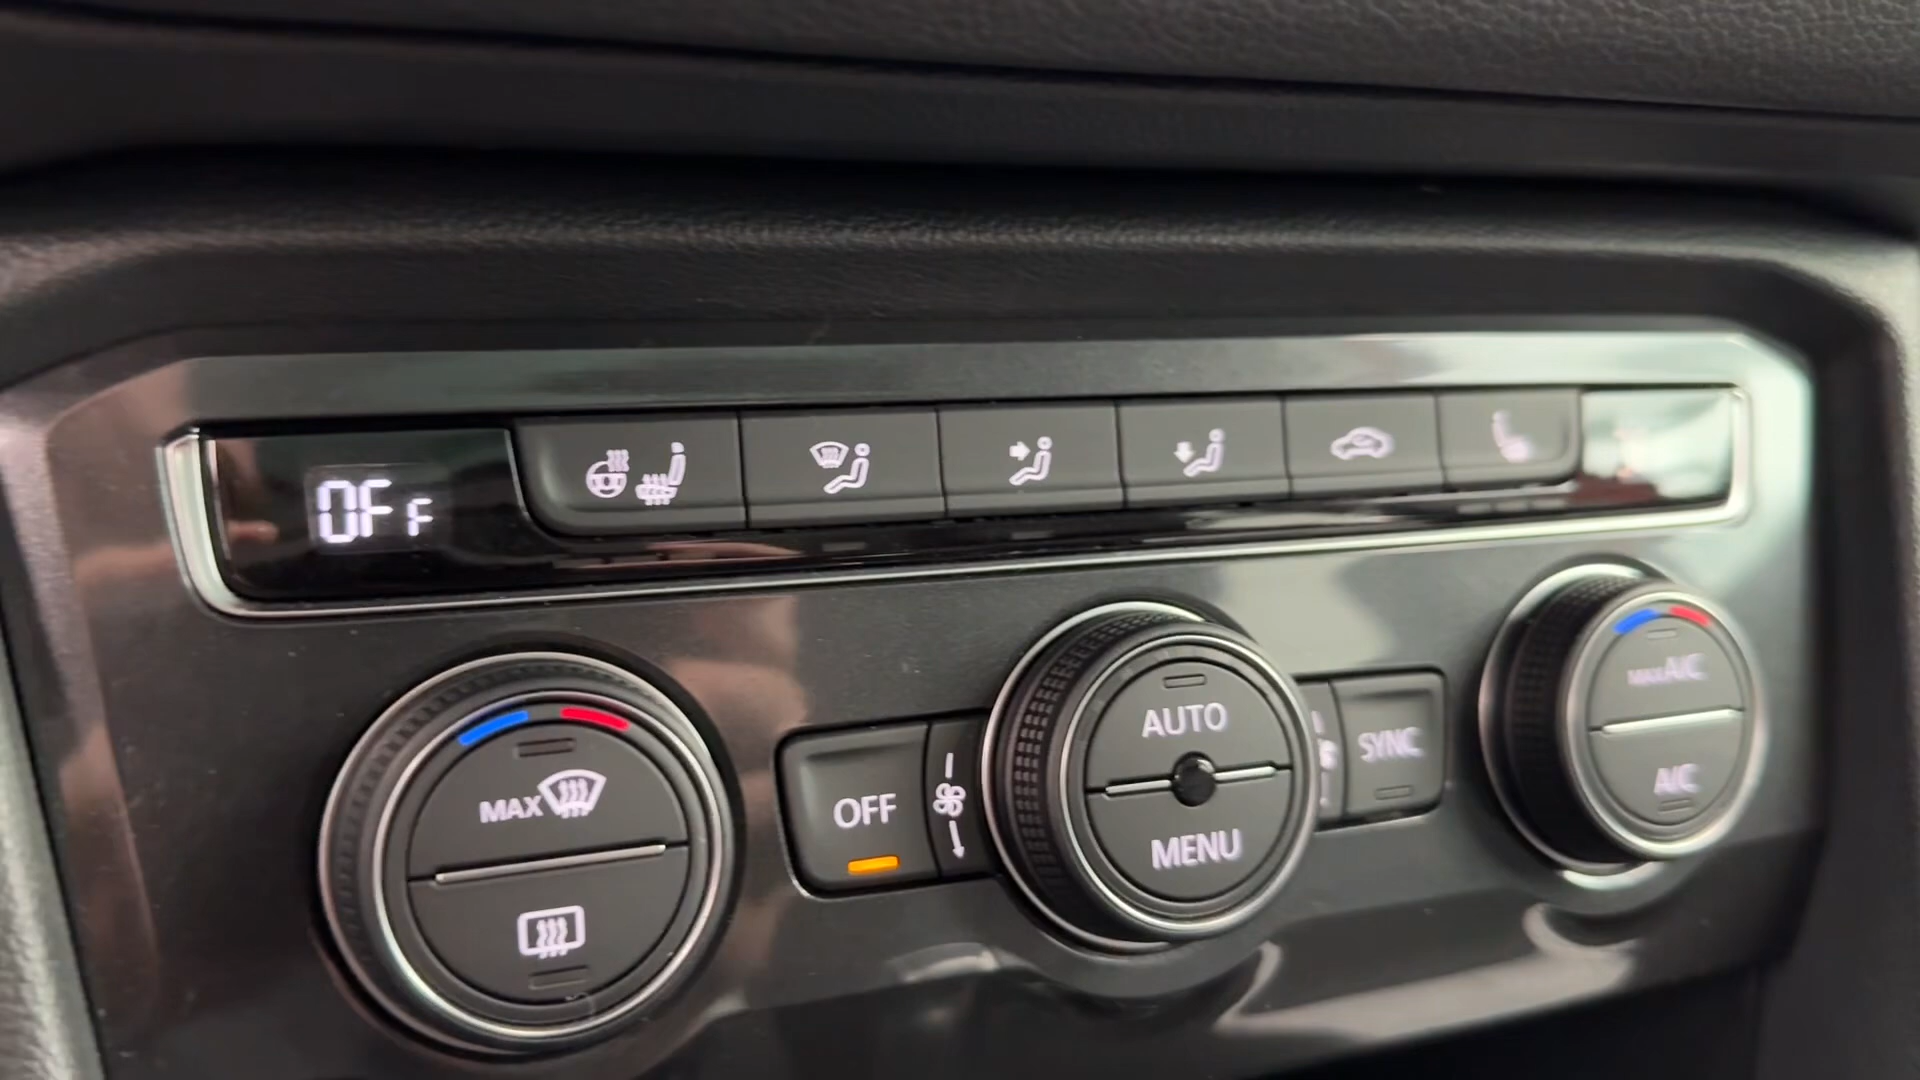 OFF
MAX
OFF
AUTO
MENU
SYNC
MAX A/C
A/C